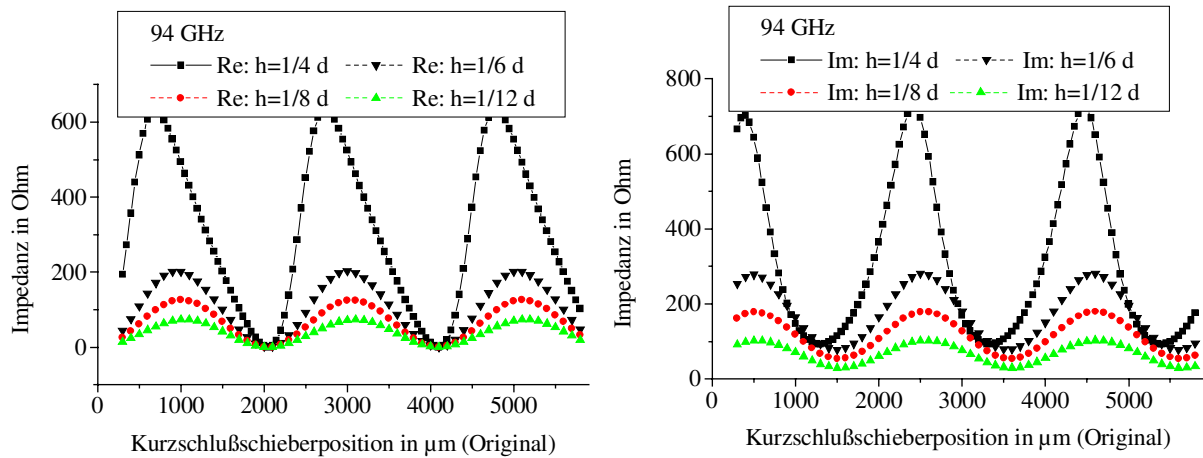 94 GHz
Re: h=1/4 d Re: h=1/6 d
Re: h=1/8 d Re: h=1/12 d
600
400
200
0
0 1000 2000 3000 4000 5000
Impedanz in Ohm
Kurzschlußschieberposition in µm (Original)
94 GHz
Im: h=1/4 d Im: h=1/6 d
Im: h=1/8 d Im: h=1/12 d
800
600
400
200
0
0 1000 2000 3000 4000 5000
Impedanz in Ohm
Kurzschlußschieberposition in µm (Original)